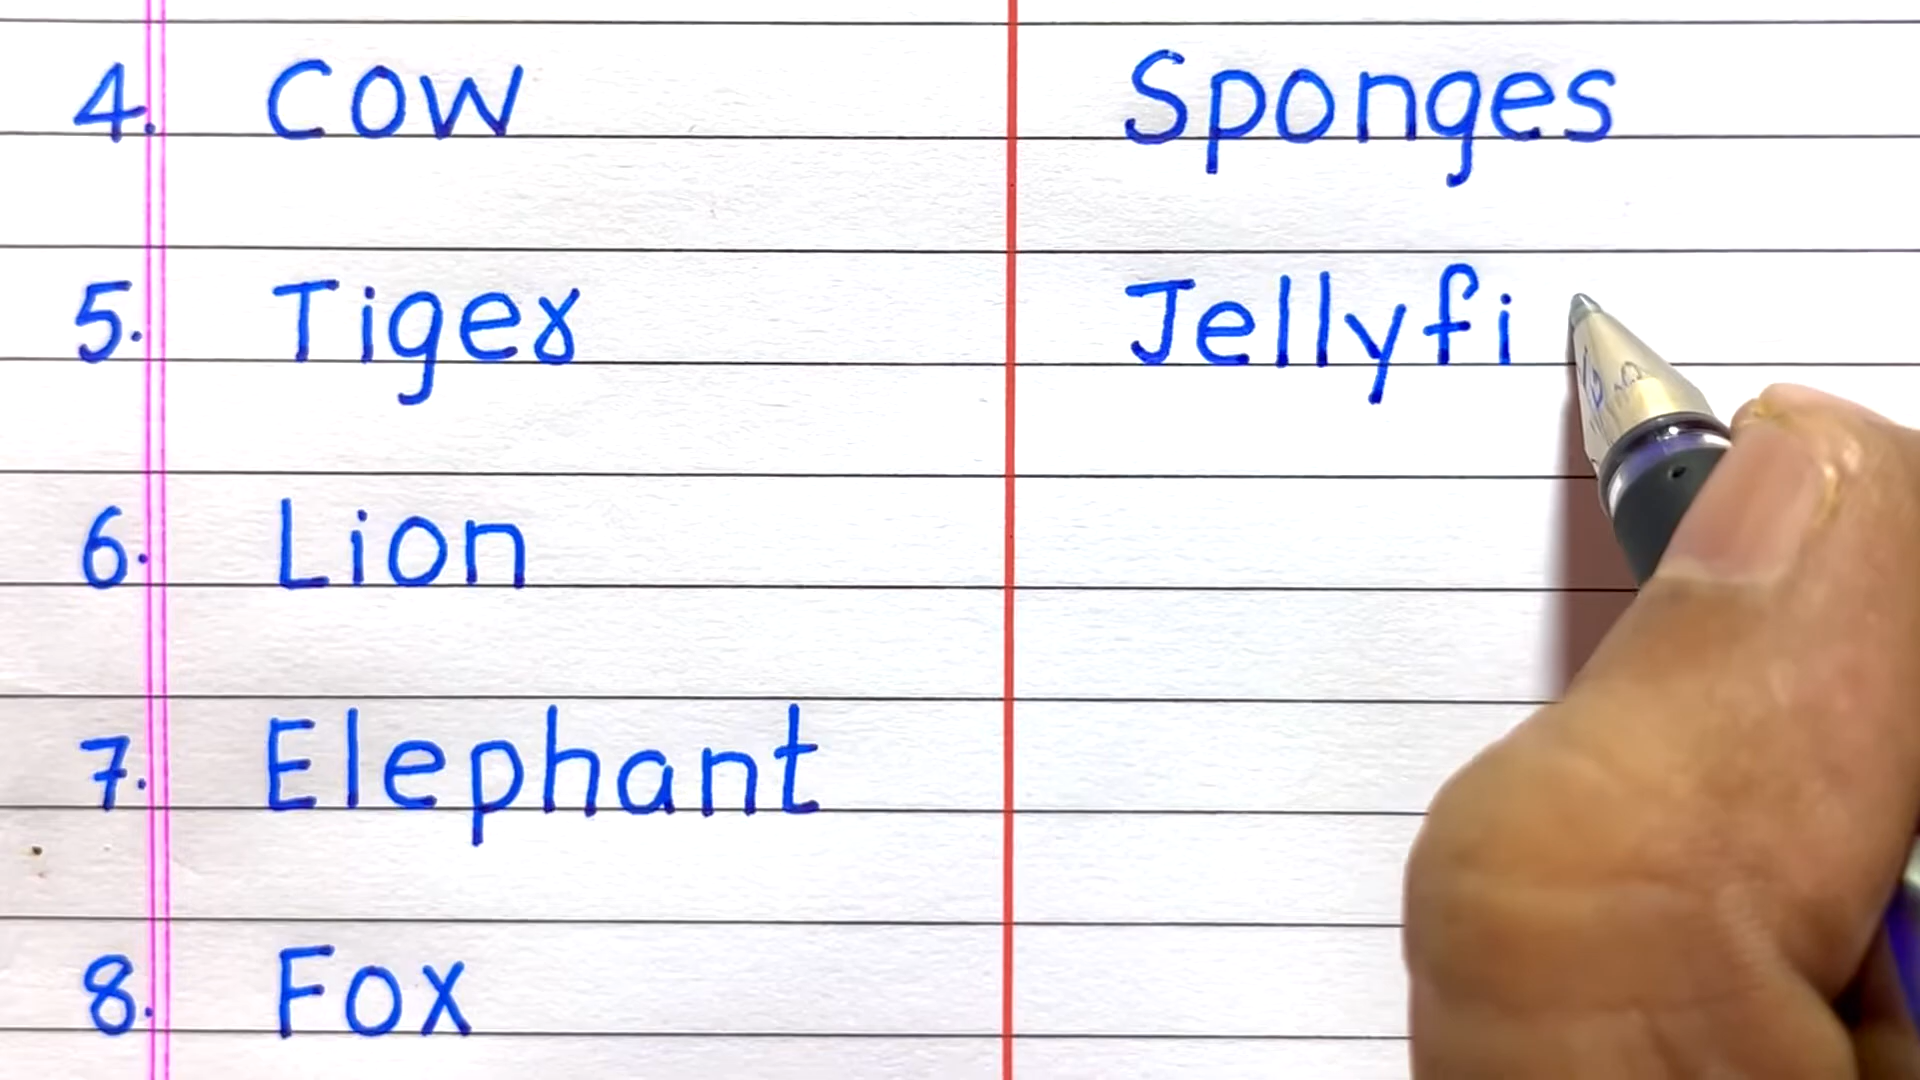 4. Cow Sponges
5. Tiger Jellyfi
6. Lion
7. Elephant
8. Fox